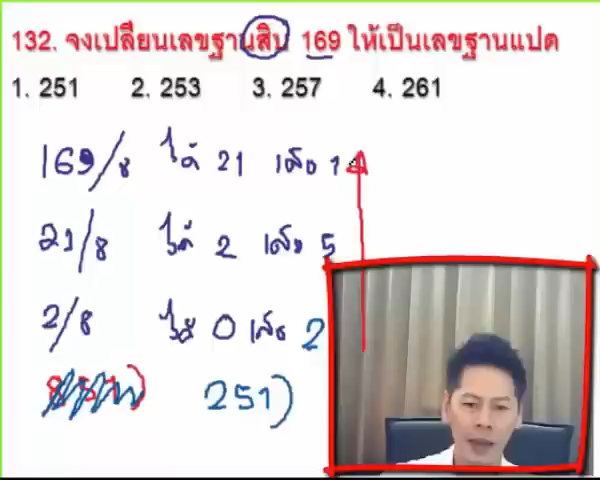 132. จงเปลี่ยนเลขฐานสิบ 169 ให้เป็นเลขฐานแปด
1. 251 2. 253 3. 257 4. 261
169/8 ได้ 21 เศษ 1
21/8 ได้ 2 เศษ 5
2/8 ได้ 0 เศษ 2
251)